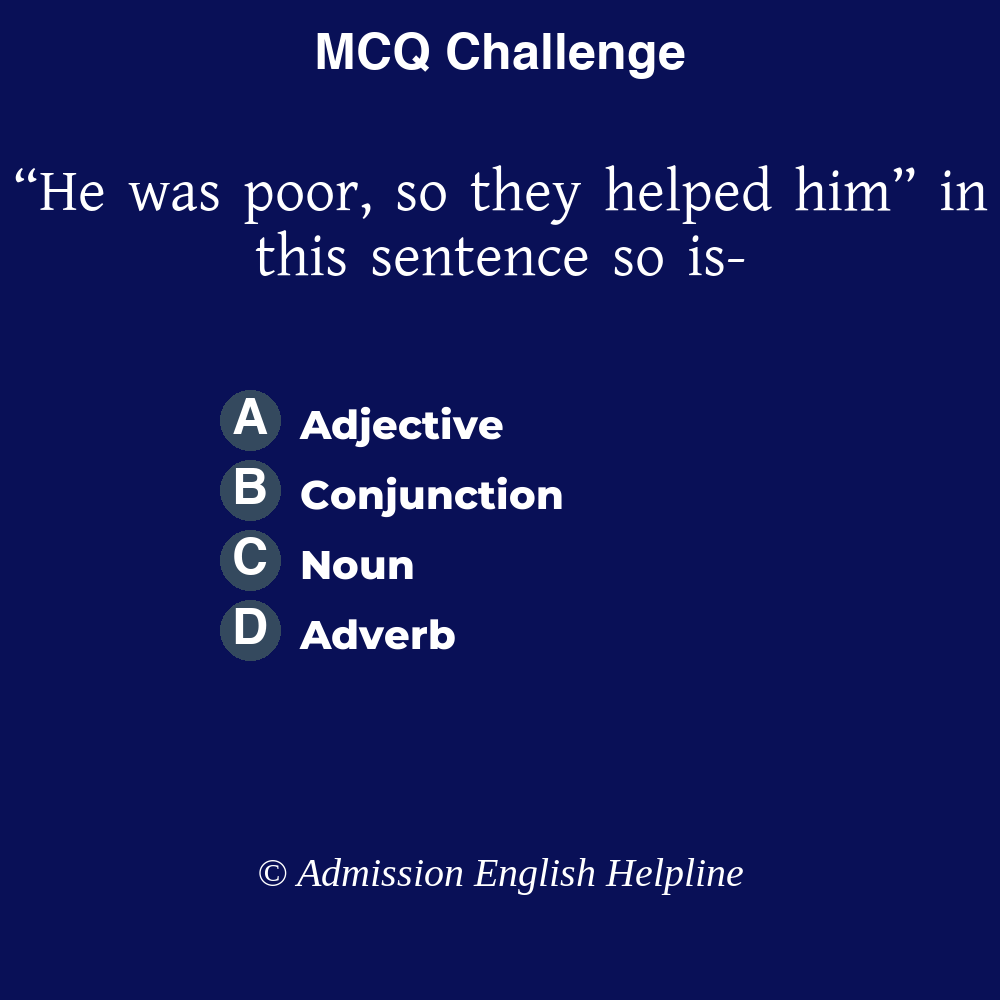 MCQ Challenge
“He was poor, so they helped him” in
this sentence so is-
A Adjective
B Conjunction
C Noun
D Adverb
© Admission English Helpline